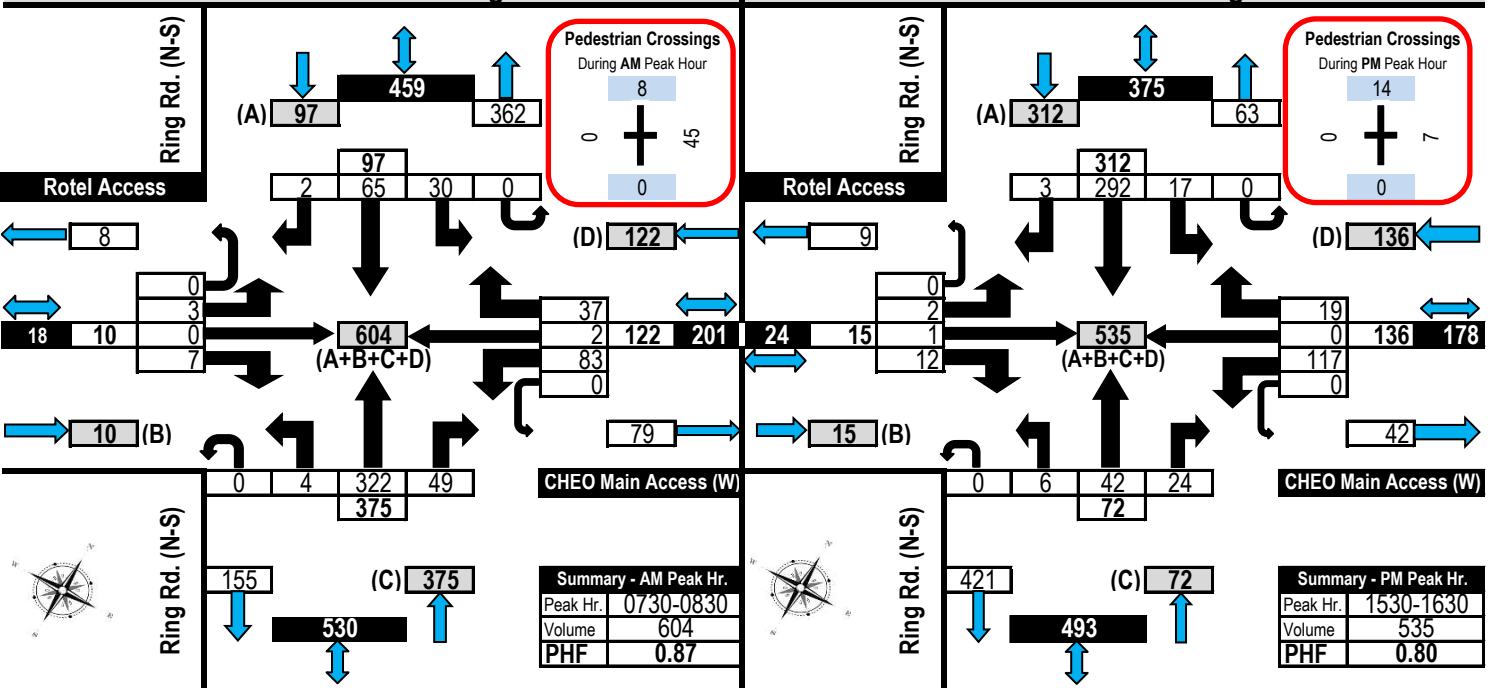 Ring Rd. (N-S)
459
(A) 97
362
Pedestrian Crossings
During AM Peak Hour
8
0
45
0
97
2 65 30 0
Rotel Access
8
(D) 122
0
3
0
7
18 10
604
(A+B+C+D)
37
2
83
0
122 201
10 (B)
79
0 4 322 49
375
CHEO Main Access (W)
Ring Rd. (N-S)
155
(C) 375
530
Summary - AM Peak Hr.
Peak Hr. 0730-0830
Volume 604
PHF 0.87
Ring Rd. (N-S)
375
(A) 312
63
Pedestrian Crossings
During PM Peak Hour
14
0
7
0
312
3 292 17 0
Rotel Access
9
(D) 136
0
2
1
12
24 15
535
(A+B+C+D)
19
0
117
0
136 178
15 (B)
42
0 6 42 24
72
CHEO Main Access (W)
Ring Rd. (N-S)
421
(C) 72
493
Summary - PM Peak Hr.
Peak Hr. 1530-1630
Volume 535
PHF 0.80